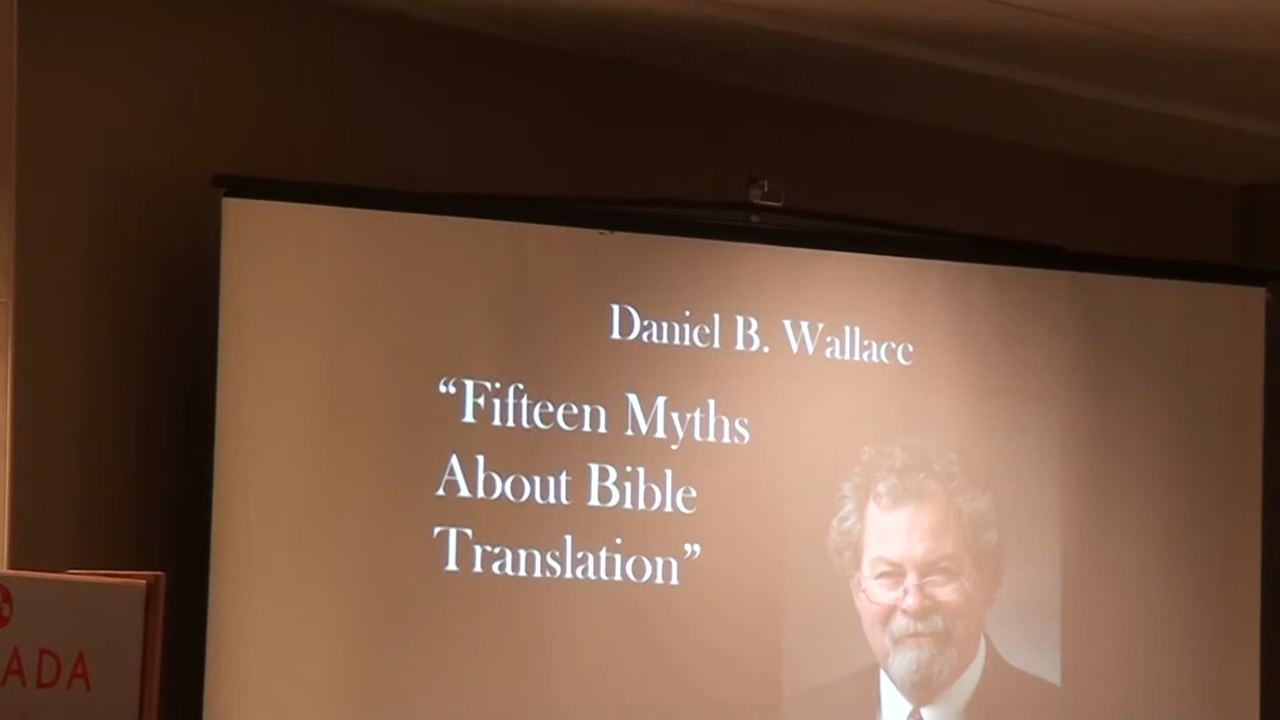 Daniel B. Wallace
“Fifteen Myths
About Bible
Translation”
ADA